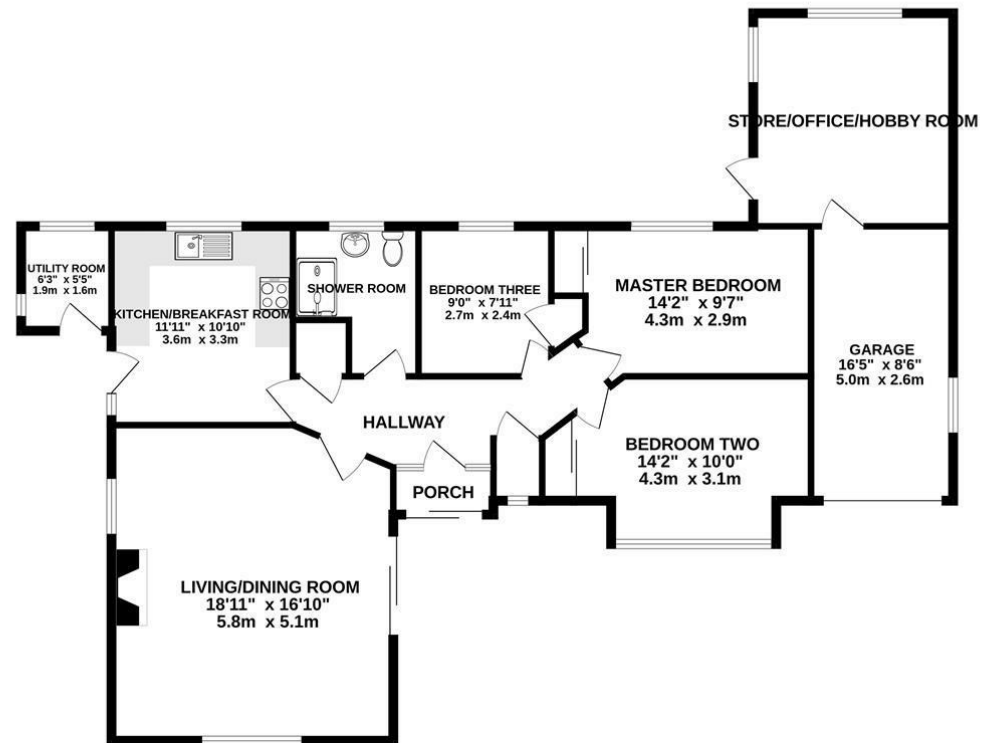 STORE/OFFICE/HOBBY ROOM
UTILITY ROOM
6'3" x 5'5"
1.9m x 1.6m
KITCHEN/BREAKFAST ROOM
11'11" x 10'10"
3.6m x 3.3m
SHOWER ROOM
BEDROOM THREE
9'0" x 7'11"
2.7m x 2.4m
MASTER BEDROOM
14'2" x 9'7"
4.3m x 2.9m
GARAGE
16'5" x 8'6"
5.0m x 2.6m
HALLWAY
BEDROOM TWO
14'2" x 10'0"
4.3m x 3.1m
PORCH
LIVING/DINING ROOM
18'11" x 16'10"
5.8m x 5.1m